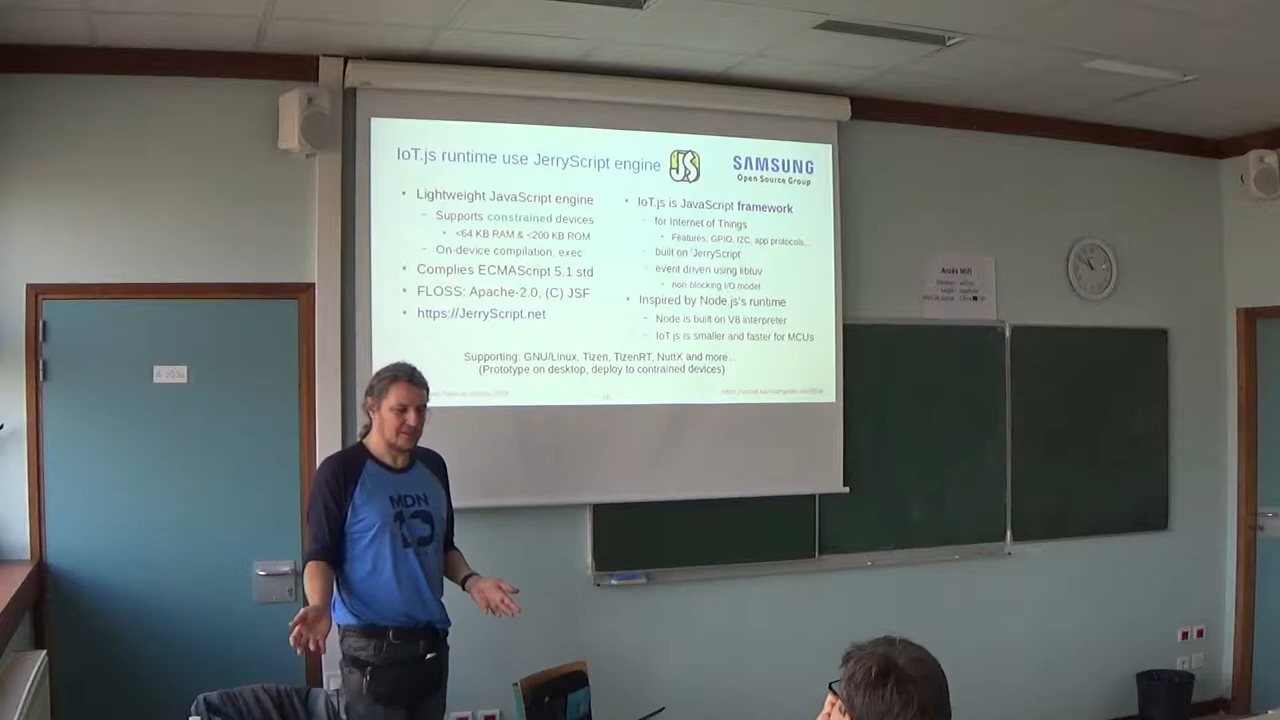 IoT.js runtime use JerryScript engine
JS
SAMSUNG
Open Source Group
• Lightweight JavaScript engine
– Supports constrained devices
• <64 KB RAM & <200 KB ROM
– On-device compilation, exec
• Complies ECMAScript 5.1 std
• FLOSS: Apache-2.0, (C) JSF
• https://JerryScript.net
• IoT.js is JavaScript framework
– for Internet of Things
• Features: GPIO, I2C, app protocols...
– built on 'JerryScript'
– event driven using libtuv
• non blocking I/O model
• Inspired by Node.js's runtime
– Node is built on V8 interpreter
– IoT.js is smaller and faster for MCUs
Supporting: GNU/Linux, Tizen, TizenRT, NuttX and more...
(Prototype on desktop, deploy to contrained devices)
Accès Wifi
MDN
10